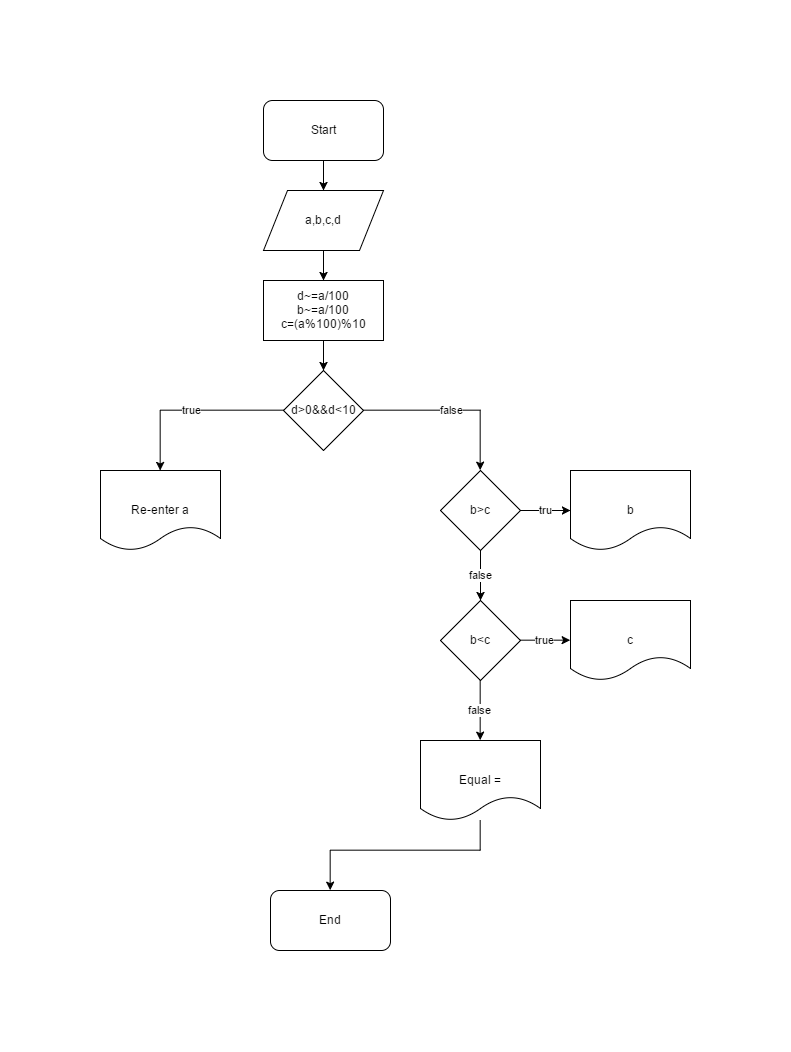 Start
a,b,c,d
d~=a/100
b~=a/100
c=(a%100)%10
d>0&&d<10
true
false
Re-enter a
b>c
tru
b
false
b<c
true
c
false
Equal =
End